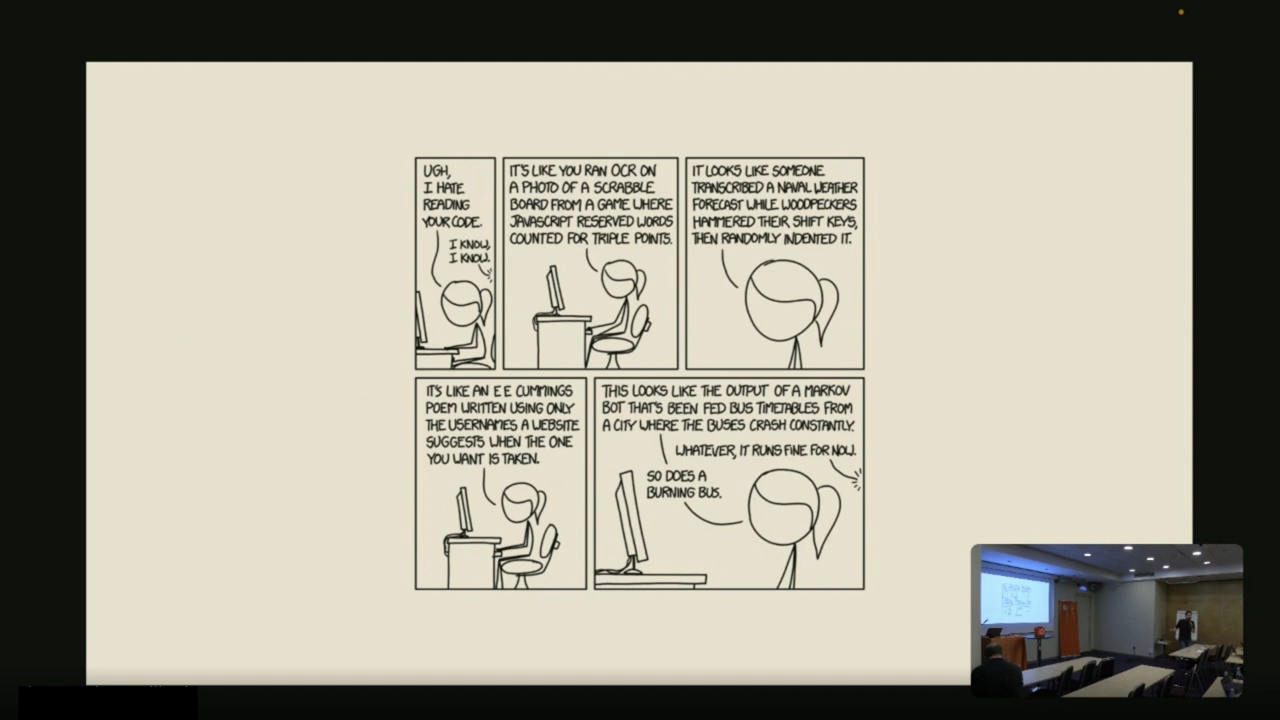 UGH,
I HATE
READING
YOUR CODE.
I KNOW,
I KNOW.
IT'S LIKE YOU RAN OCR ON
A PHOTO OF A SCRABBLE
BOARD FROM A GAME WHERE
JAVASCRIPT RESERVED WORDS
COUNTED FOR TRIPLE POINTS.
IT LOOKS LIKE SOMEONE
TRANSCRIBED A NAVAL WEATHER
FORECAST WHILE WOODPECKERS
HAMMERED THEIR SHIFT KEYS,
THEN RANDOMLY INDENTED IT.
IT'S LIKE AN E E CUMMINGS
POEM WRITTEN USING ONLY
THE USERNAMES A WEBSITE
SUGGESTS WHEN THE ONE
YOU WANT IS TAKEN.
THIS LOOKS LIKE THE OUTPUT OF A MARKOV
BOT THAT'S BEEN FED BUS TIMETABLES FROM
A CITY WHERE THE BUSES CRASH CONSTANTLY.
WHATEVER, IT RUNS FINE FOR NOW.
SO DOES A
BURNING BUS.